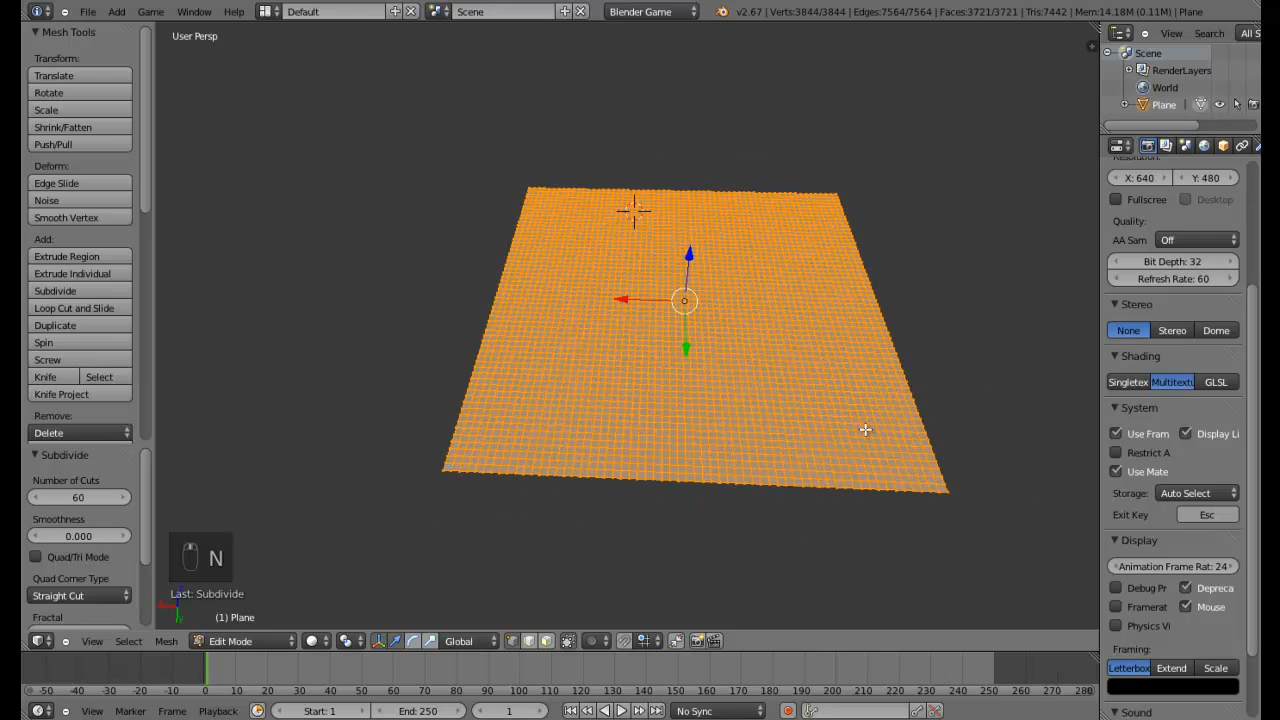 File Add Game Window Help Default Scene Blender Game v2.67 | Verts:3844/3844 | Edges:7564/7564 | Faces:3721/3721 | Tris:7442 | Mem:14.18M (0.11M) | Plane
Mesh Tools
Transform:
Translate
Rotate
Scale
Shrink/Fatten
Push/Pull
Deform:
Edge Slide
Noise
Smooth Vertex
Add:
Extrude Region
Extrude Individual
Subdivide
Loop Cut and Slide
Duplicate
Spin
Screw
Knife Select
Knife Project
Remove:
Delete
Subdivide
Number of Cuts
60
Smoothness
0.000
Quad/Tri Mode
Quad Corner Type
Straight Cut
Fractal
User Persp
N
Last: Subdivide
(1) Plane
View Select Mesh Edit Mode Global
View Search All S
Scene
RenderLayers
World
Plane
Resolution:
X: 640 Y: 480
Fullscree Desktop
Quality:
AA Sam Off
Bit Depth: 32
Refresh Rate: 60
Stereo
None Stereo Dome
Shading
Singletex Multitextu GLSL
System
Use Fram Display Li
Restrict A
Use Mate
Storage: Auto Select
Exit Key Esc
Display
Animation Frame Rat: 24
Debug Pr Depreca
Framerat Mouse
Physics Vi
Framing:
Letterbox Extend Scale
Sound
-50 -40 -30 -20 -10 0 10 20 30 40 50 60 70 80 90 100 110 120 130 140 150 160 170 180 190 200 210 220 230 240 250 260 270 280
View Marker Frame Playback Start: 1 End: 250 1 No Sync